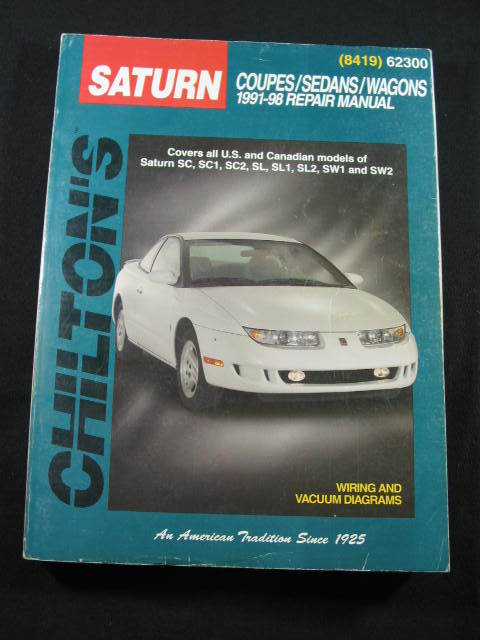 SATURN
(8419) 62300
COUPES/SEDANS/WAGONS
1991-98 REPAIR MANUAL
CHILTON'S
Covers all U.S. and Canadian models of
Saturn SC, SC1, SC2, SL, SL1, SL2, SW1 and SW2
WIRING AND
VACUUM DIAGRAMS
An American Tradition Since 1925